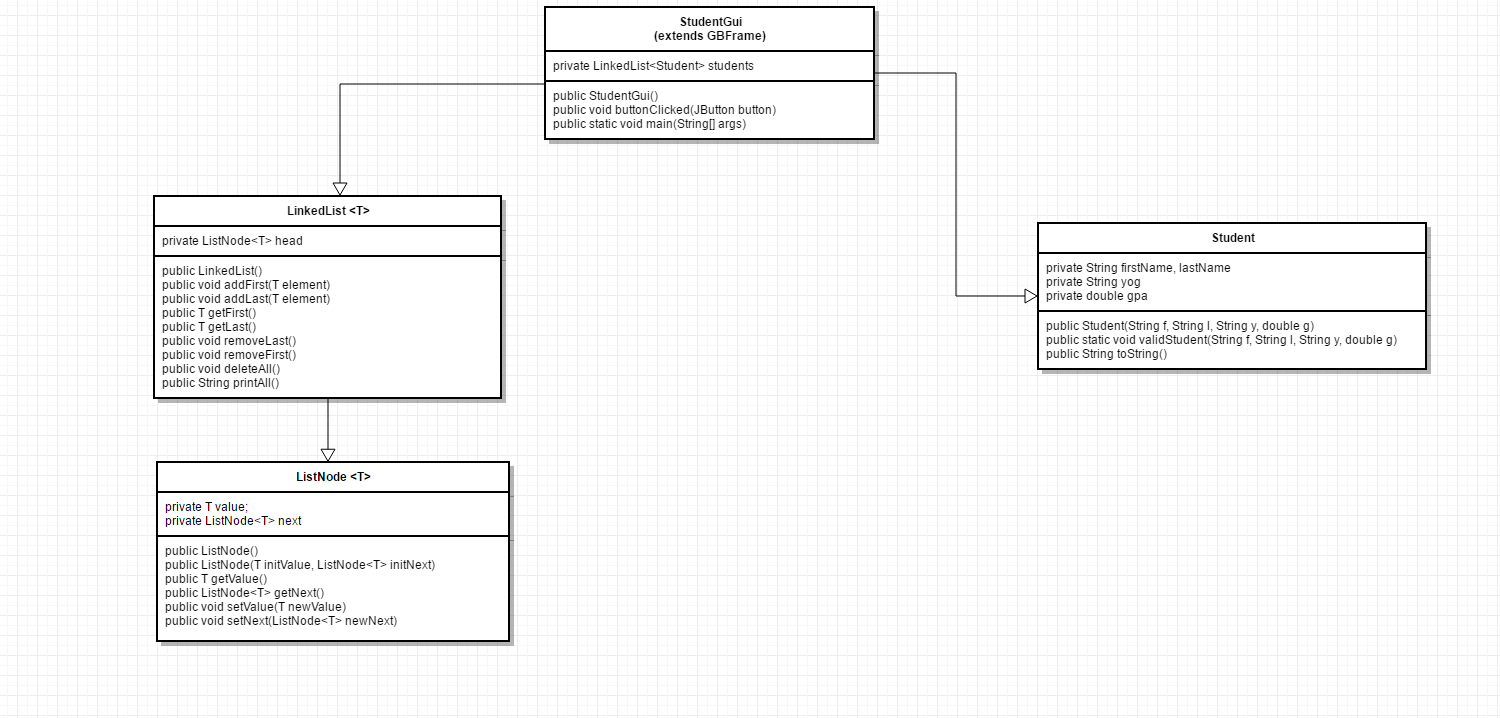 StudentGui
(extends GBFrame)
private LinkedList<Student> students
public StudentGui()
public void buttonClicked(JButton button)
public static void main(String[] args)
LinkedList <T>
private ListNode<T> head
public LinkedList()
public void addFirst(T element)
public void addLast(T element)
public T getFirst()
public T getLast()
public void removeLast()
public void removeFirst()
public void deleteAll()
public String printAll()
Student
private String firstName, lastName
private String yog
private double gpa
public Student(String f, String l, String y, double g)
public static void validStudent(String f, String l, String y, double g)
public String toString()
ListNode <T>
private T value;
private ListNode<T> next
public ListNode()
public ListNode(T initValue, ListNode<T> initNext)
public T getValue()
public ListNode<T> getNext()
public void setValue(T newValue)
public void setNext(ListNode<T> newNext)